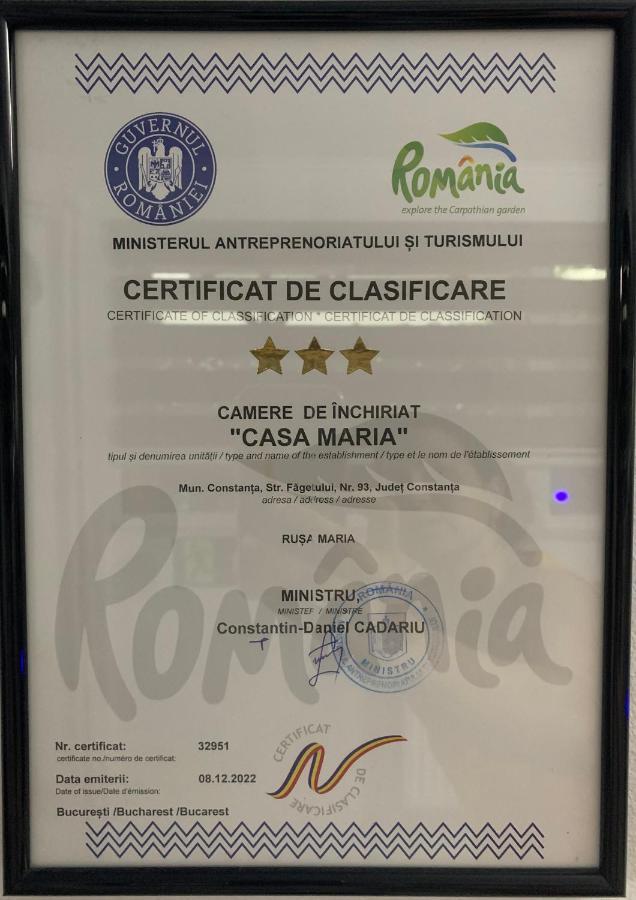 GUVERNUL ROMÂNIEI
România
explore the Carpathian garden
MINISTERUL ANTREPRENORIATULUI ȘI TURISMULUI
CERTIFICAT DE CLASIFICARE
CERTIFICATE OF CLASSIFICATION * CERTIFICAT DE CLASSIFICATION
CAMERE DE ÎNCHIRIAT
"CASA MARIA"
tipul și denumirea unității / type and name of the establishment / type et le nom de l'établissement
Mun. Constanța, Str. Făgetului, Nr. 93, Județ Constanța
adresa / address / adresse
RUȘA MARIA
România
MINISTRU,
MINISTER / MINISTRE
Constantin-Daniel CADARIU
ROMÂNIA
MINISTRU
Nr. certificat: 32951
certificate no./numéro de certificat:
Data emiterii: 08.12.2022
Date of issue/Date d'émission:
București /Bucharest /Bucarest
CERTIFICAT
DE CLASIFICARE